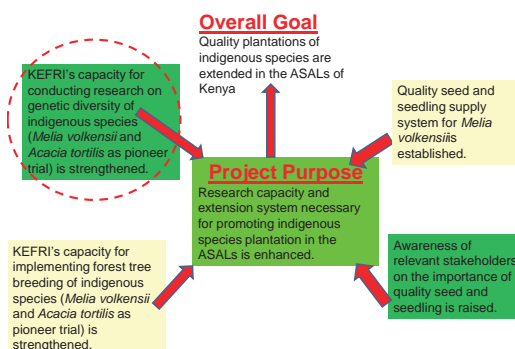 Overall Goal
Quality plantations of
indigenous species are
extended in the ASALs of
Kenya
KEFRI's capacity for
conducting research on
genetic diversity of
indigenous species
(Melia volkensii and
Acacia tortilis as pioneer
trial) is strengthened.
Quality seed and
seedling supply
system for Melia
volkensiiis
established.
Project Purpose
Research capacity and
extension system necessary
for promoting indigenous
species plantation in the
ASALs is enhanced.
KEFRI's capacity for
implementing forest tree
breeding of indigenous
species (Melia volkensii
and Acacia tortilis as
pioneer trial) is
strengthened.
Awareness of
relevant stakeholders
on the importance of
quality seed and
seedling is raised.